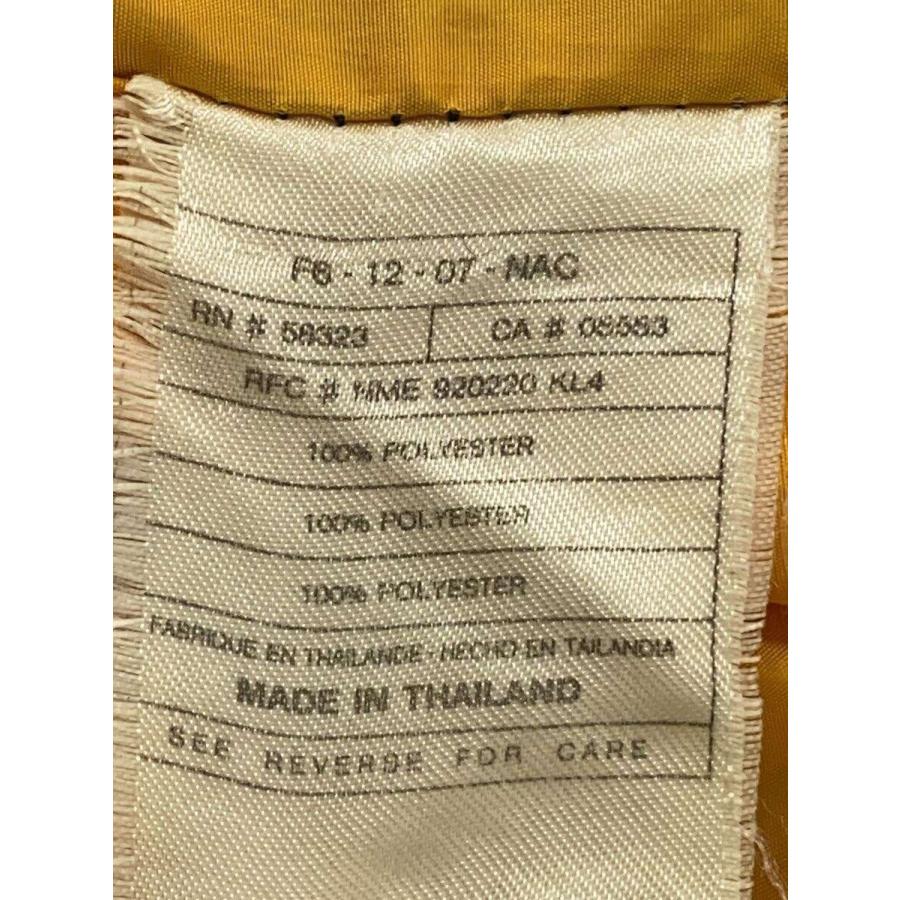 F6 - 12 - 07 - NAC
RN # 56323 CA # 05553
RFC # NME 920220 KL4
100% POLYESTER
100% POLYESTER
100% POLYESTER
FABRIQUE EN THAILANDE - HECHO EN TAILANDIA
MADE IN THAILAND
SEE REVERSE FOR CARE